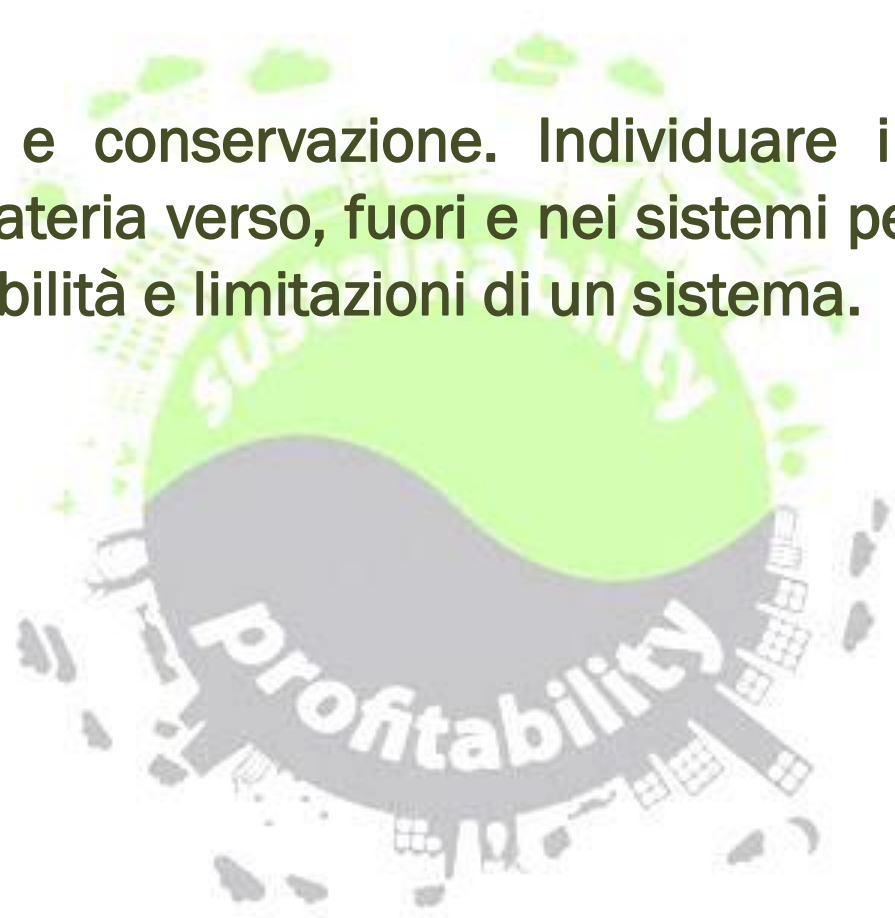 e conservazione. Individuare i
ateria verso, fuori e nei sistemi pe
bilità e limitazioni di un sistema.
sustainability
profitability